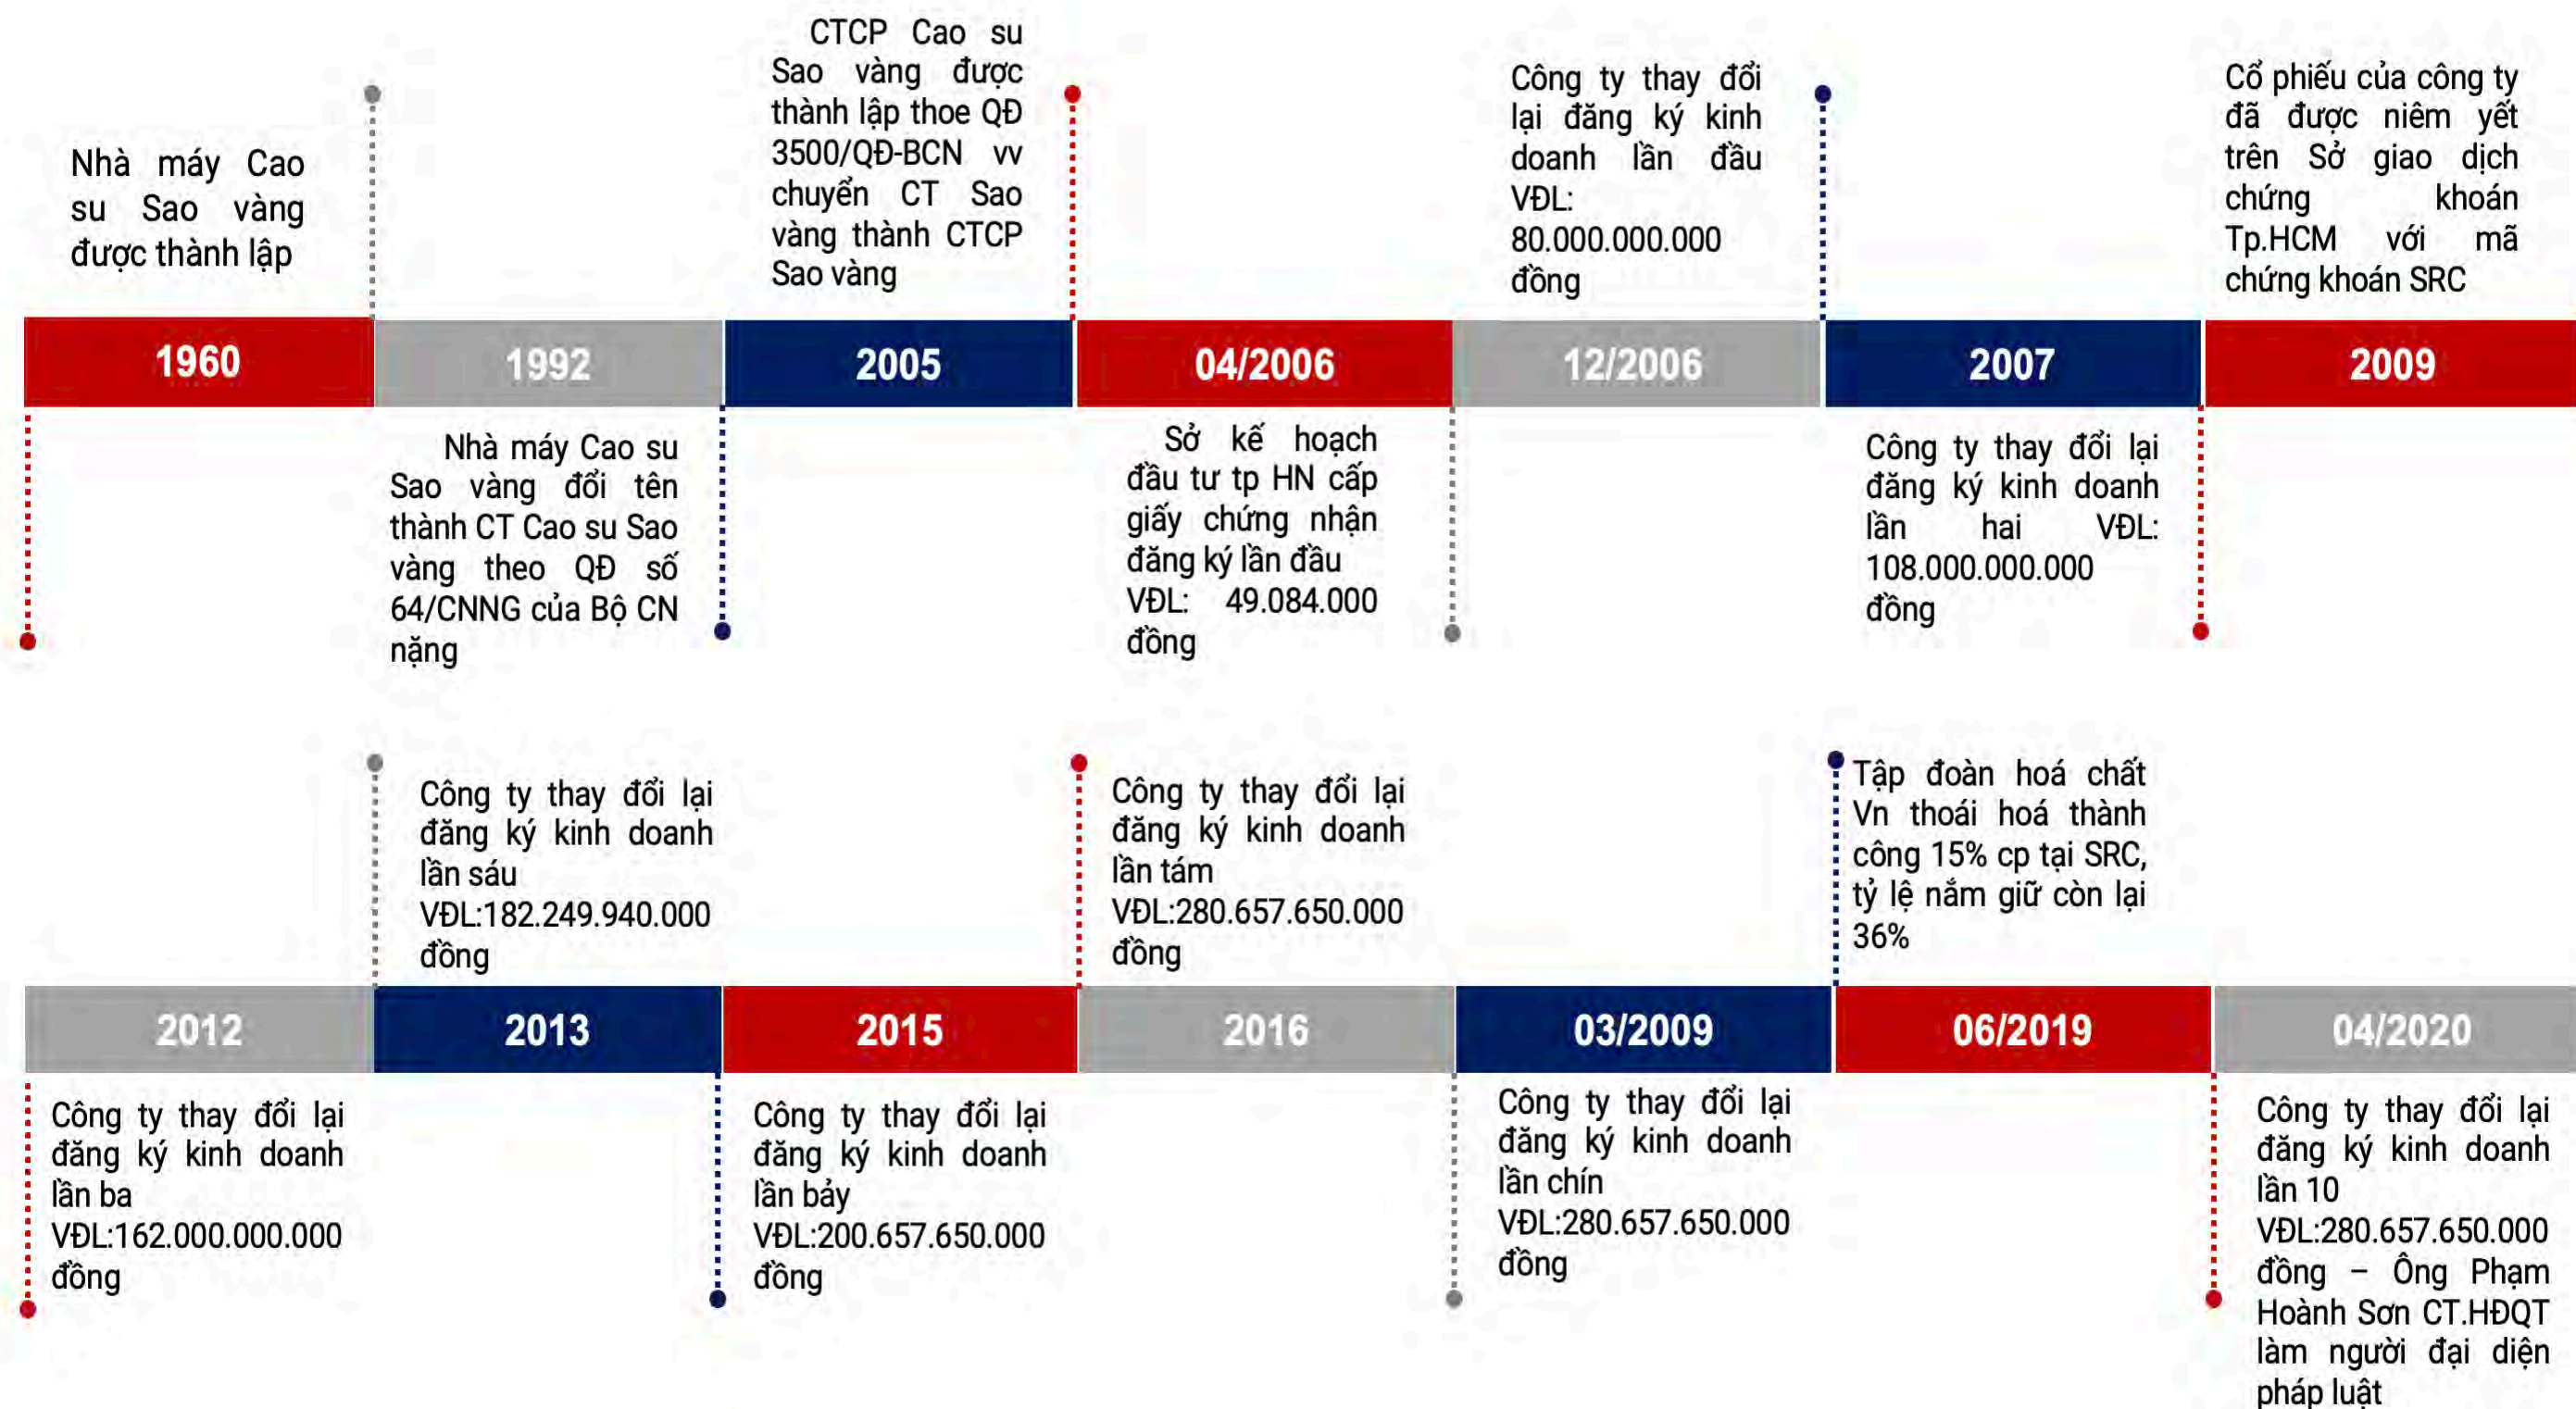 Nhà máy Cao
su Sao vàng
được thành lập
CTCP Cao su
Sao vàng được
thành lập thoe QĐ
3500/QĐ-BCN vv
chuyển CT Sao
vàng thành CTCP
Sao vàng
Công ty thay đổi
lại đăng ký kinh
doanh lần đầu
VĐL:
80.000.000.000
đồng
Cổ phiếu của công ty
đã được niêm yết
trên Sở giao dịch
chứng khoán
Tp.HCM với mã
chứng khoán SRC
1960
1992
2005
04/2006
12/2006
2007
2009
Nhà máy Cao su
Sao vàng đổi tên
thành CT Cao su Sao
vàng theo QĐ số
64/CNNG của Bộ CN
nặng
Sở kế hoạch
đầu tư tp HN cấp
giấy chứng nhận
đăng ký lần đầu
VĐL: 49.084.000
đồng
Công ty thay đổi lại
đăng ký kinh doanh
lần hai VĐL:
108.000.000.000
đồng
Công ty thay đổi lại
đăng ký kinh doanh
lần sáu
VĐL:182.249.940.000
đồng
Công ty thay đổi lại
đăng ký kinh doanh
lần tám
VĐL:280.657.650.000
đồng
Tập đoàn hoá chất
Vn thoái hoá thành
công 15% cp tại SRC,
tỷ lệ nắm giữ còn lại
36%
2012
2013
2015
2016
03/2009
06/2019
04/2020
Công ty thay đổi lại
đăng ký kinh doanh
lần ba
VĐL:162.000.000.000
đồng
Công ty thay đổi lại
đăng ký kinh doanh
lần bảy
VĐL:200.657.650.000
đồng
Công ty thay đổi lại
đăng ký kinh doanh
lần chín
VĐL:280.657.650.000
đồng
Công ty thay đổi lại
đăng ký kinh doanh
lần 10
VĐL:280.657.650.000
đồng – Ông Phạm
Hoành Sơn CT.HĐQT
làm người đại diện
pháp luật